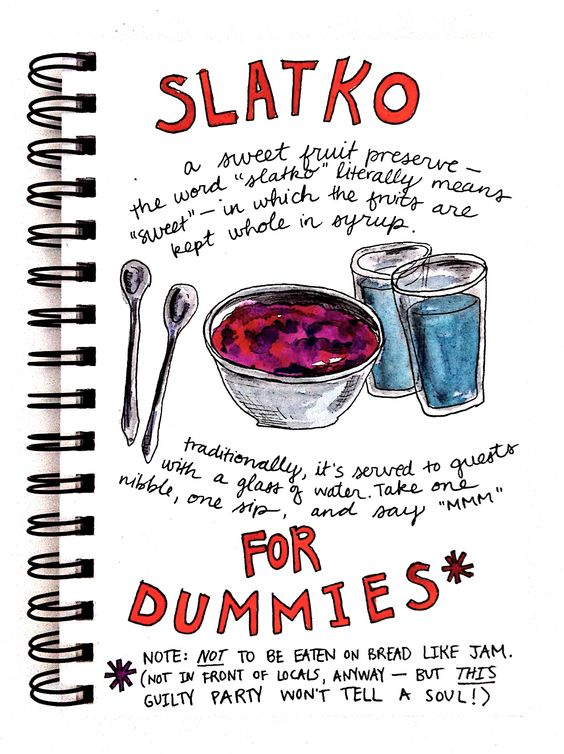 SLATKO
a sweet fruit preserve —
the word "slatko" literally means
"sweet" — in which the fruits are
kept whole in syrup.
traditionally, it's served to guests
with a glass of water. Take one
nibble, one sip, and say "MMM"
FOR
DUMMIES*
* NOTE: NOT TO BE EATEN ON BREAD LIKE JAM.
(NOT IN FRONT OF LOCALS, ANYWAY — BUT THIS
GUILTY PARTY WON'T TELL A SOUL!)